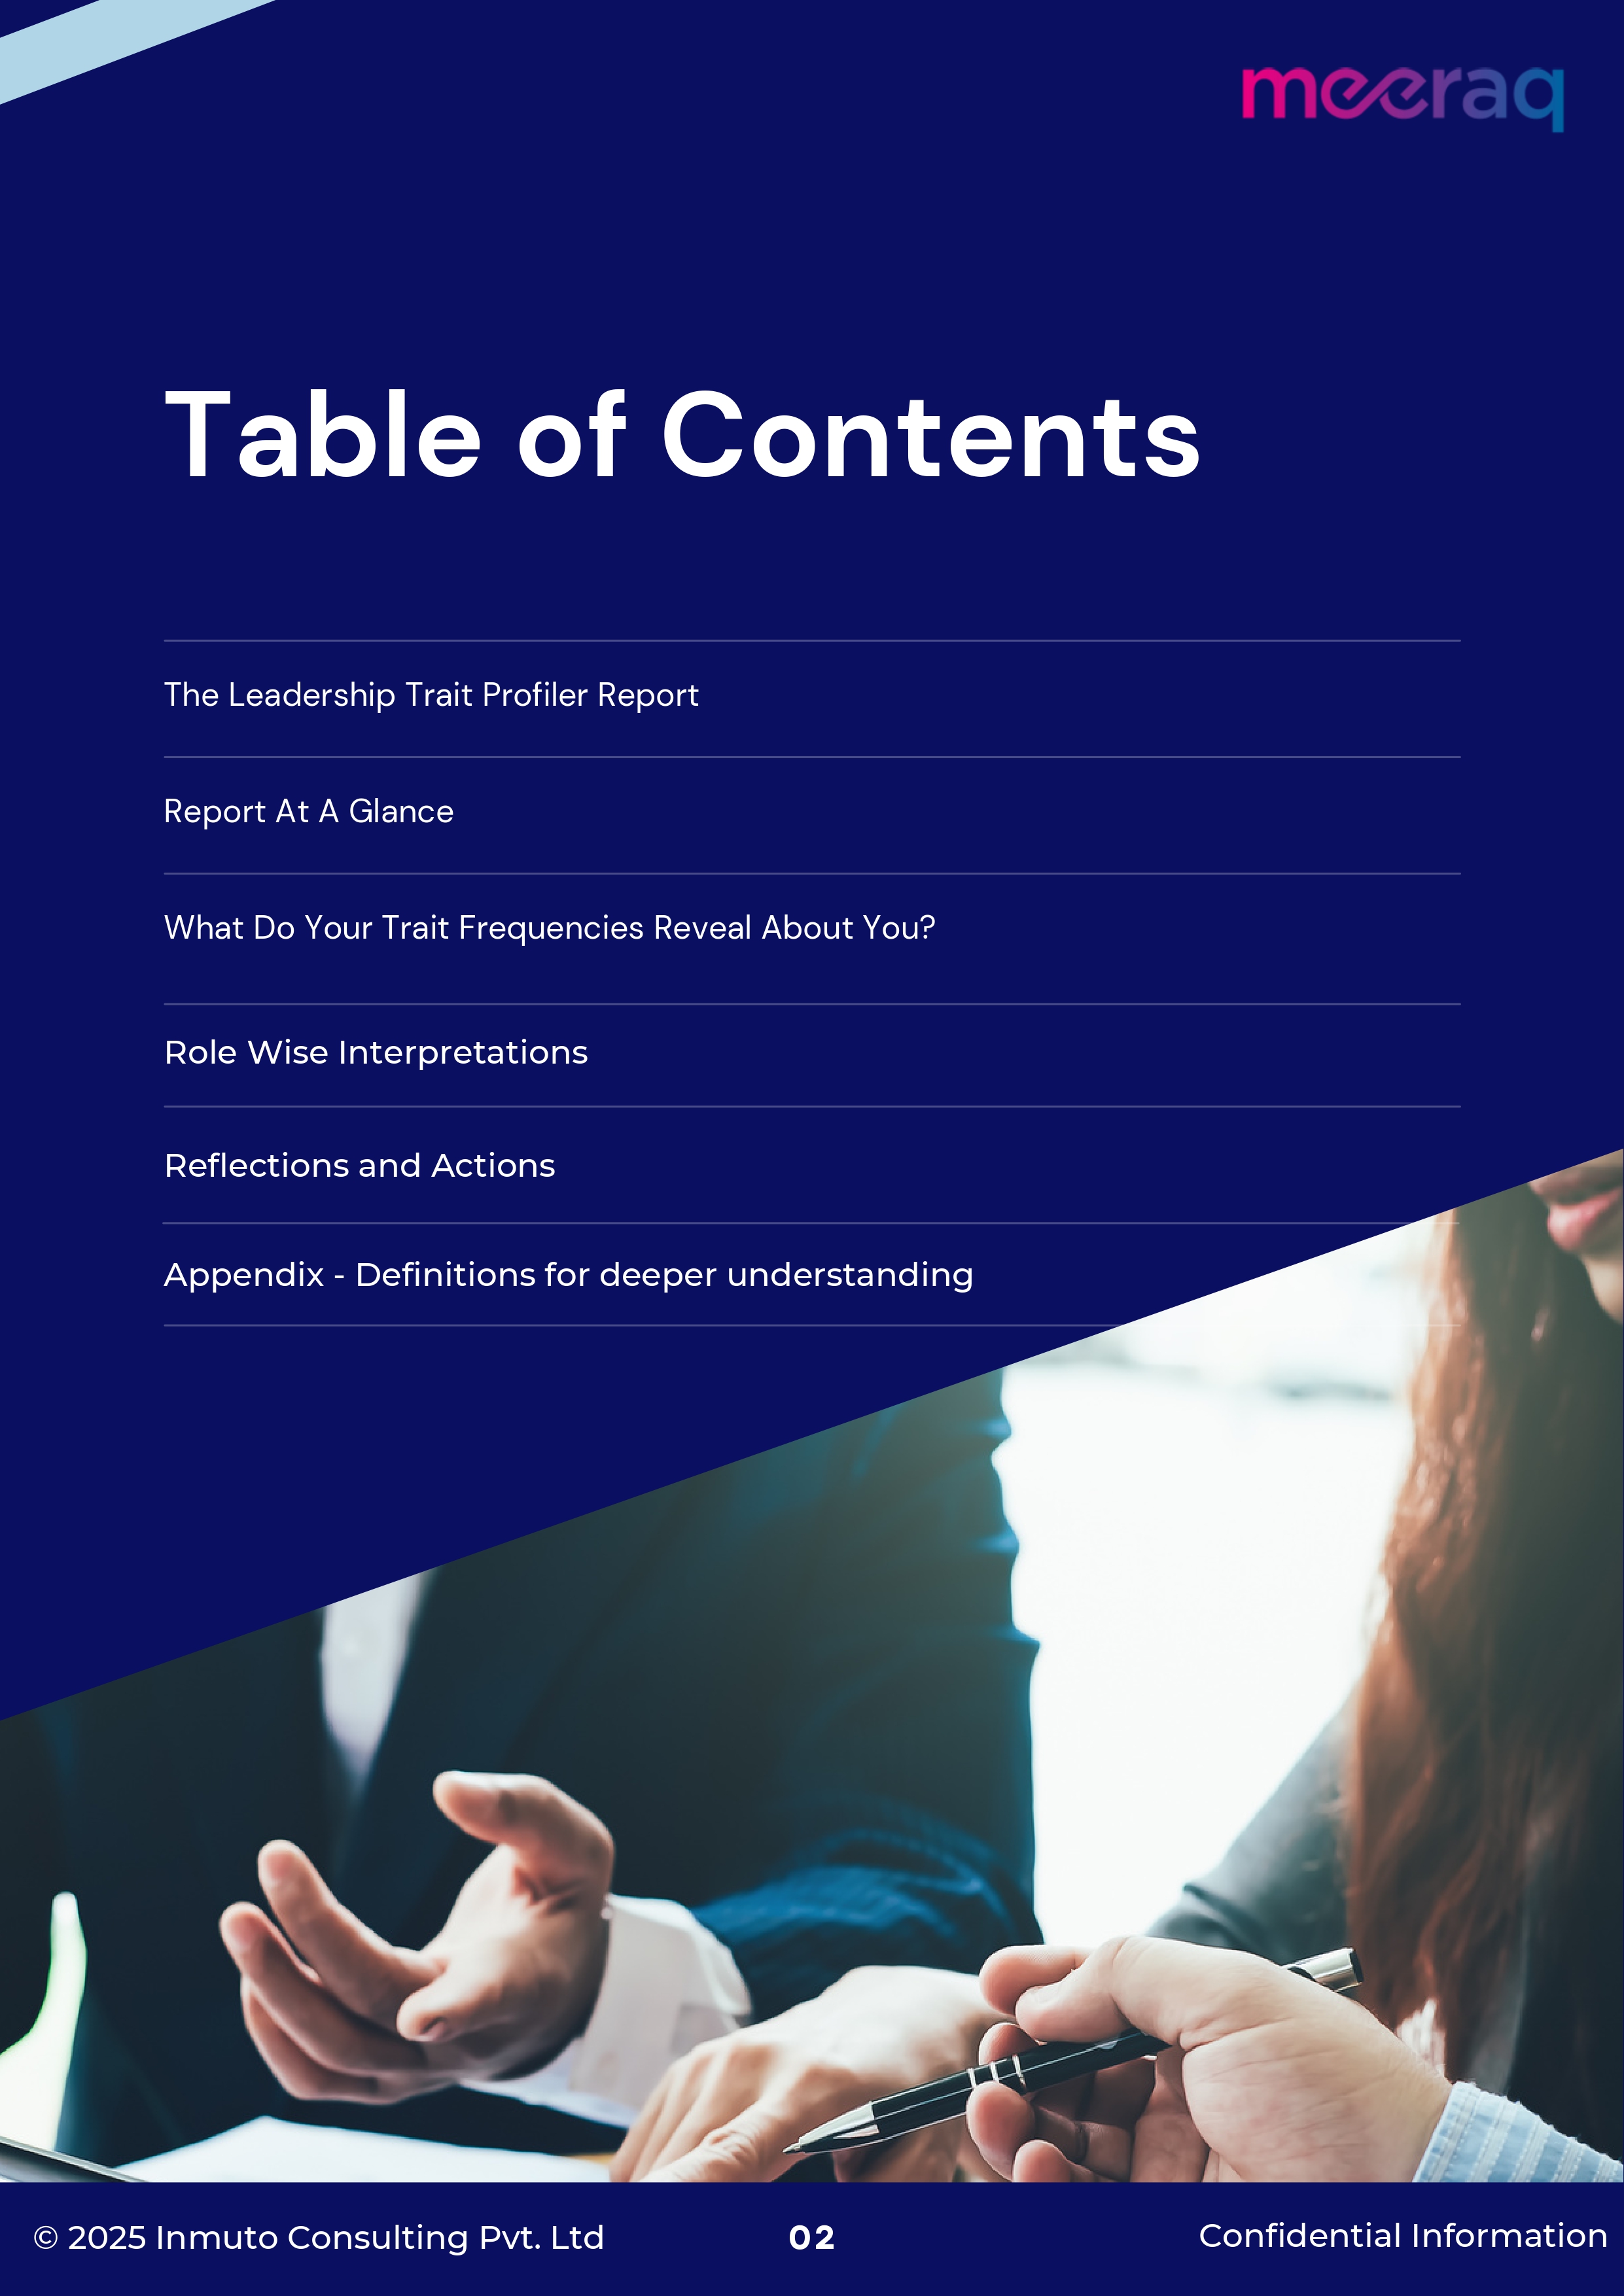 meeraq
Table of Contents
The Leadership Trait Profiler Report
Report At A Glance
What Do Your Trait Frequencies Reveal About You?
Role Wise Interpretations
Reflections and Actions
Appendix - Definitions for deeper understanding
© 2025 Inmuto Consulting Pvt. Ltd
02
Confidential Information